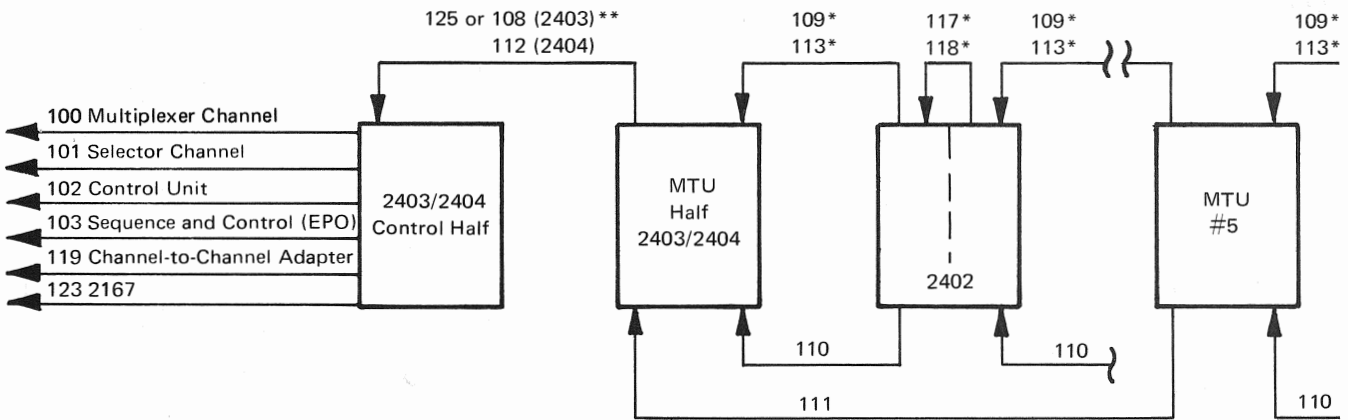 125 or 108 (2403)**
112 (2404)
109*
113*
117*
118*
109*
113*
109*
113*
100 Multiplexer Channel
101 Selector Channel
102 Control Unit
103 Sequence and Control (EPO)
119 Channel-to-Channel Adapter
123 2167
2403/2404
Control Half
MTU
Half
2403/2404
2402
MTU
#5
110
110
111
110